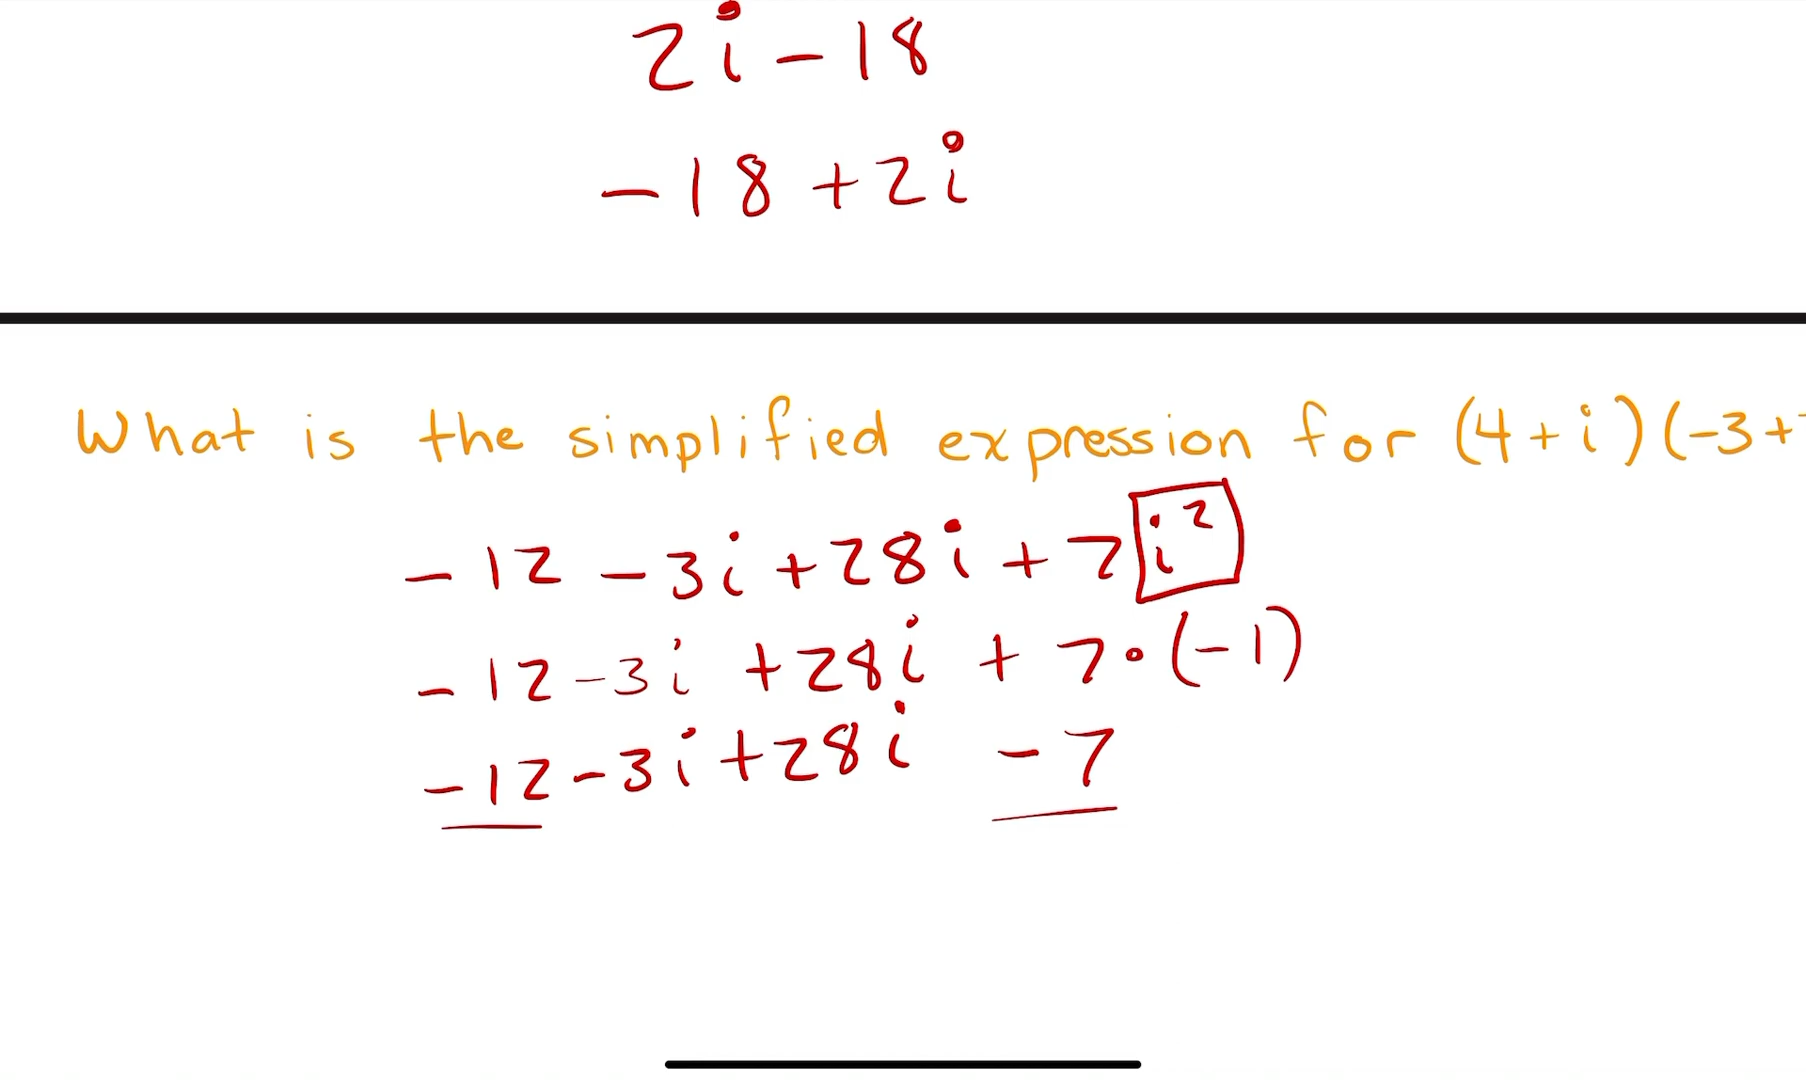 2i - 18
-18 + 2i
What is the simplified expression for (4 + i)(-3 +
-12 - 3i + 28i + 7i²
-12 - 3i + 28i + 7•(-1)
-12 - 3i + 28i - 7